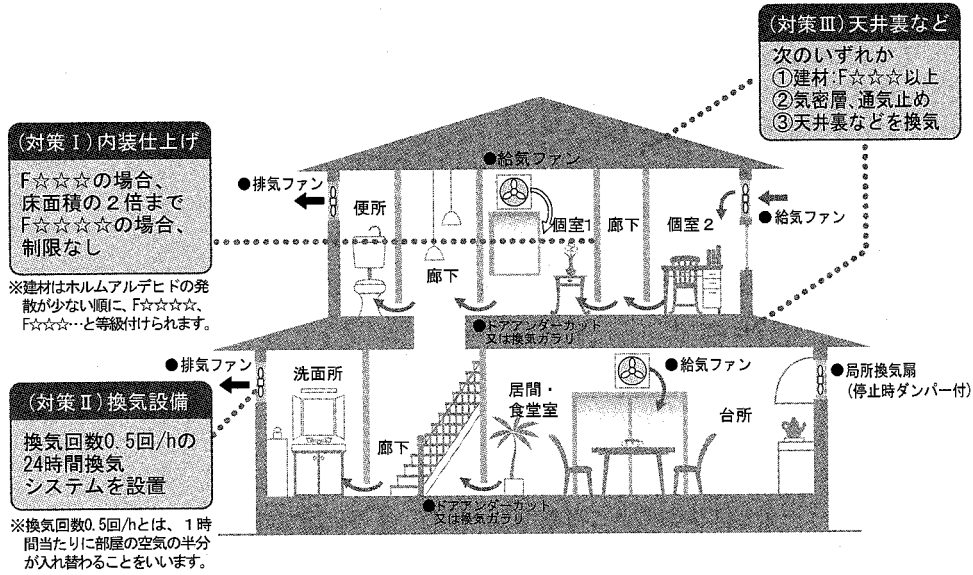 (対策Ⅲ)天井裏など
次のいずれか
①建材:F☆☆☆以上
②気密層、通気止め
③天井裏などを換気
(対策Ⅰ)内装仕上げ
F☆☆☆の場合、
床面積の2倍まで
F☆☆☆☆の場合、
制限なし
※建材はホルムアルデヒドの発
散が少ない順に、F☆☆☆☆、
F☆☆☆…と等級付けられます。
●給気ファン
●排気ファン
便所
廊下
個室1
廊下
個室2
●給気ファン
●ドアアンダーカット
又は換気ガラリ
●排気ファン
洗面所
廊下
居間・
食堂室
●給気ファン
台所
●局所換気扇
(停止時ダンパー付)
●ドアアンダーカット
又は換気ガラリ
(対策Ⅱ)換気設備
換気回数0.5回/hの
24時間換気
システムを設置
※換気回数0.5回/hとは、1時
間当たりに部屋の空気の半分
が入れ替わることをいいます。